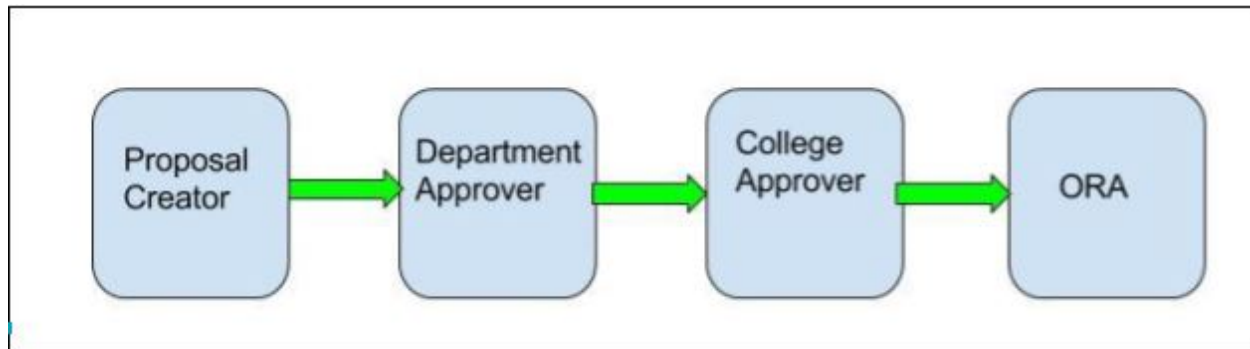 Proposal
Creator
Department
Approver
College
Approver
ORA